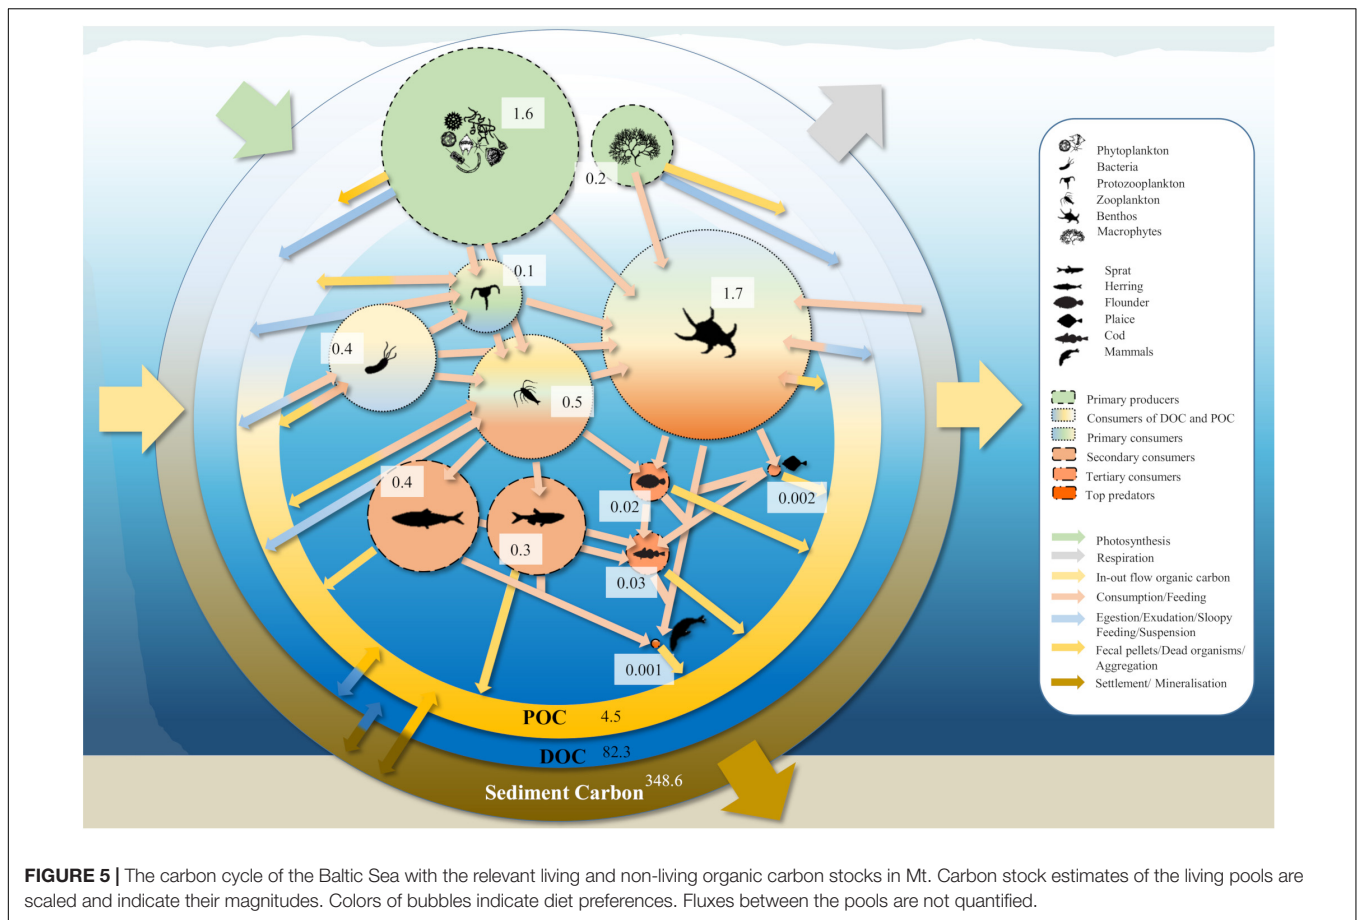 1.6
0.2
0.1
1.7
0.4
0.5
0.4
0.02
0.002
0.3
0.03
0.001
POC 4.5
DOC 82.3
Sediment Carbon 348.6
Phytoplankton
Bacteria
Protozooplankton
Zooplankton
Benthos
Macrophytes
Sprat
Herring
Flounder
Plaice
Cod
Mammals
Primary producers
Consumers of DOC and POC
Primary consumers
Secondary consumers
Tertiary consumers
Top predators
Photosynthesis
Respiration
In-out flow organic carbon
Consumption/Feeding
Egestion/Exudation/Sloopy
Feeding/Suspension
Fecal pellets/Dead organisms/
Aggregation
Settlement/ Mineralisation
FIGURE 5 | The carbon cycle of the Baltic Sea with the relevant living and non-living organic carbon stocks in Mt. Carbon stock estimates of the living pools are
scaled and indicate their magnitudes. Colors of bubbles indicate diet preferences. Fluxes between the pools are not quantified.